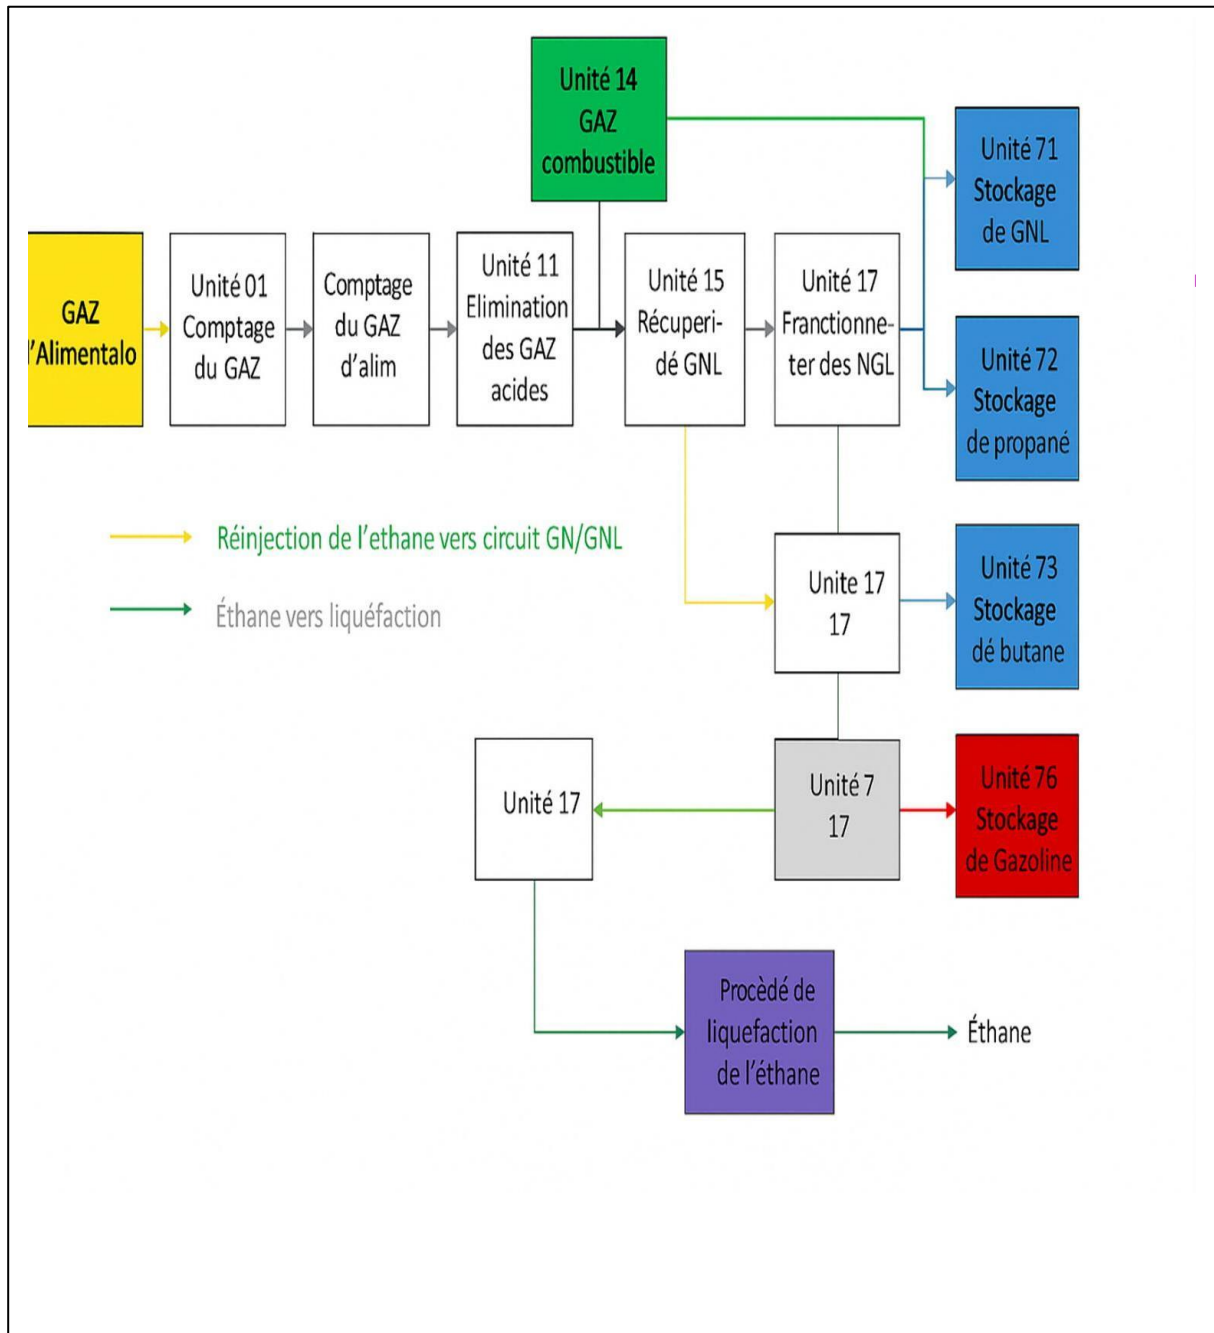 Unité 14
GAZ
combustible
Unité 71
Stockage
de GNL
GAZ
l’Alimentalo
Unité 01
Comptage
du GAZ
Comptage
du GAZ
d’alim
Unité 11
Elimination
des GAZ
acides
Unité 15
Récuperi-
dé GNL
Unité 17
Franctionne-
ter des NGL
Unité 72
Stockage
de propané
Réinjection de l’ethane vers circuit GN/GNL
Éthane vers liquéfaction
Unite 17
17
Unité 73
Stockage
dé butane
Unité 17
Unité 7
17
Unité 76
Stockage
de Gazoline
Procèdé de
liquefaction
de l’éthane
Éthane